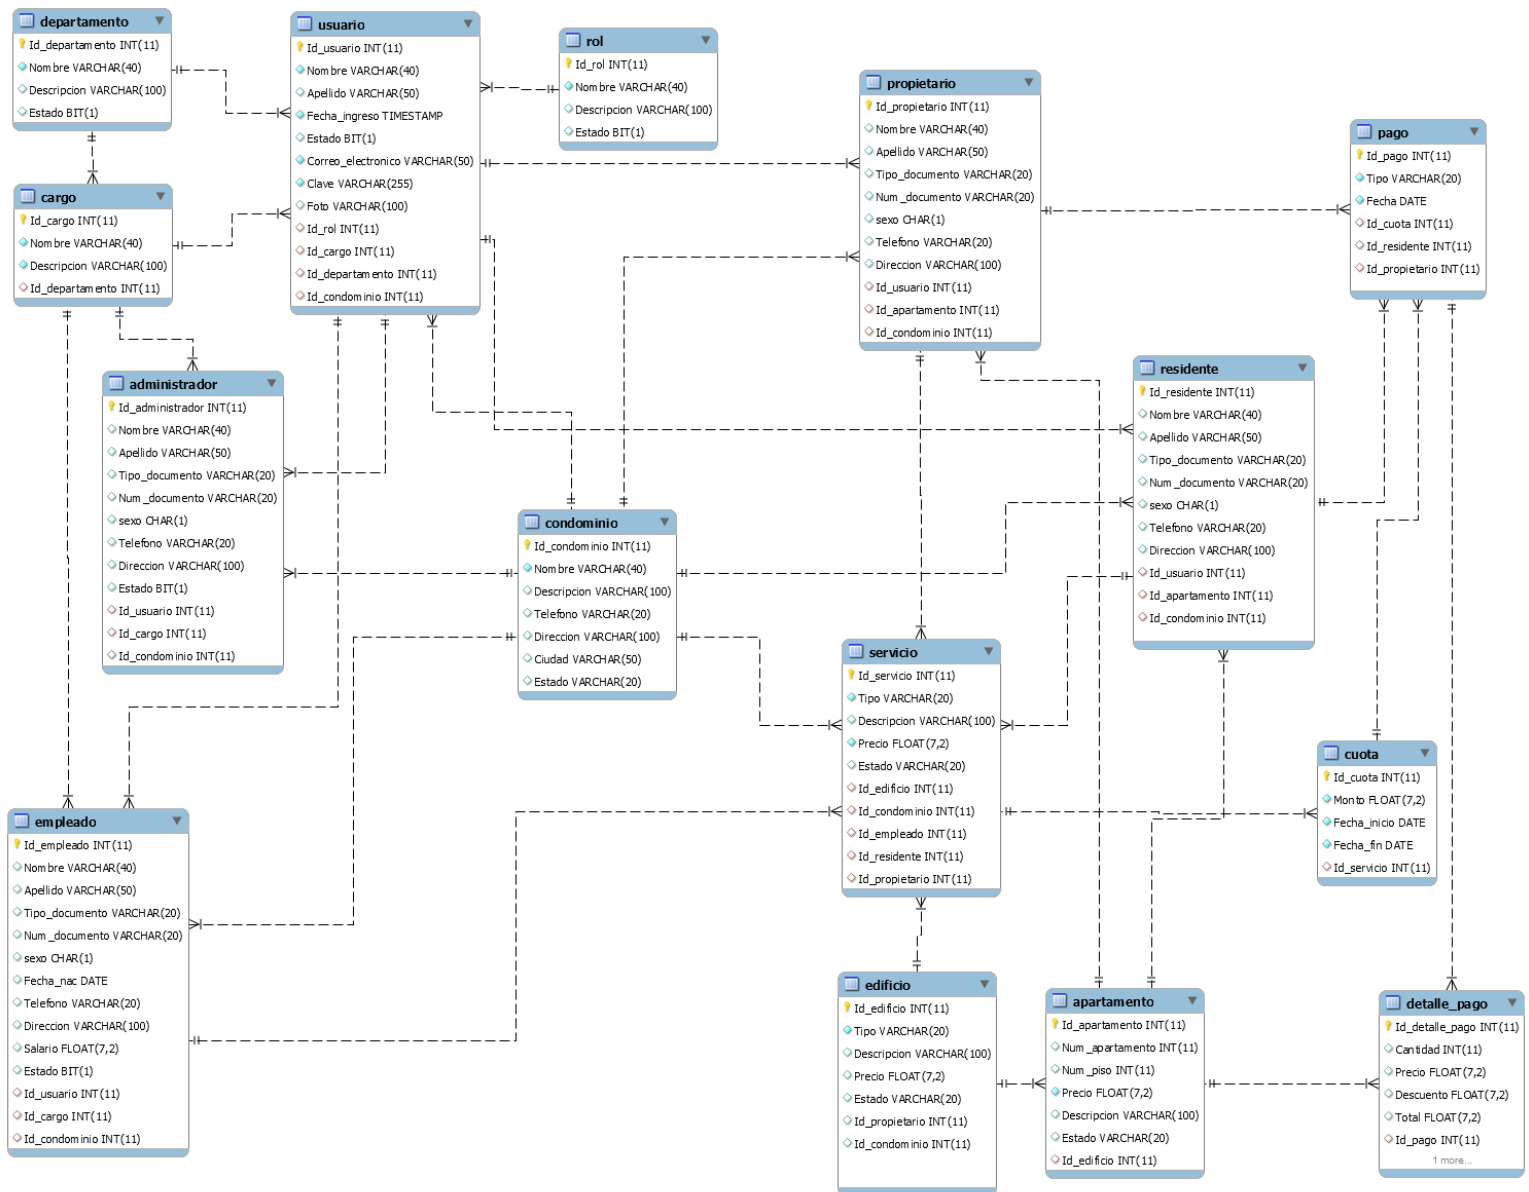 departamento
Id_departamento INT(11)
Nombre VARCHAR(40)
Descripcion VARCHAR(100)
Estado BIT(1)
usuario
Id_usuario INT(11)
Nombre VARCHAR(40)
Apellido VARCHAR(50)
Fecha_ingreso TIMESTAMP
Estado BIT(1)
Correo_electronico VARCHAR(50)
Clave VARCHAR(255)
Foto VARCHAR(100)
Id_rol INT(11)
Id_cargo INT(11)
Id_departamento INT(11)
Id_condominio INT(11)
rol
Id_rol INT(11)
Nombre VARCHAR(40)
Descripcion VARCHAR(100)
Estado BIT(1)
propietario
Id_propietario INT(11)
Nombre VARCHAR(40)
Apellido VARCHAR(50)
Tipo_documento VARCHAR(20)
Num_documento VARCHAR(20)
sexo CHAR(1)
Telefono VARCHAR(20)
Direccion VARCHAR(100)
Id_usuario INT(11)
Id_apartamento INT(11)
Id_condominio INT(11)
pago
Id_pago INT(11)
Tipo VARCHAR(20)
Fecha DATE
Id_cuota INT(11)
Id_residente INT(11)
Id_propietario INT(11)
cargo
Id_cargo INT(11)
Nombre VARCHAR(40)
Descripcion VARCHAR(100)
Id_departamento INT(11)
administrador
Id_administrador INT(11)
Nombre VARCHAR(40)
Apellido VARCHAR(50)
Tipo_documento VARCHAR(20)
Num_documento VARCHAR(20)
sexo CHAR(1)
Telefono VARCHAR(20)
Direccion VARCHAR(100)
Estado BIT(1)
Id_usuario INT(11)
Id_cargo INT(11)
Id_condominio INT(11)
residente
Id_residente INT(11)
Nombre VARCHAR(40)
Apellido VARCHAR(50)
Tipo_documento VARCHAR(20)
Num_documento VARCHAR(20)
sexo CHAR(1)
Telefono VARCHAR(20)
Direccion VARCHAR(100)
Id_usuario INT(11)
Id_apartamento INT(11)
Id_condominio INT(11)
condominio
Id_condominio INT(11)
Nombre VARCHAR(40)
Descripcion VARCHAR(100)
Telefono VARCHAR(20)
Direccion VARCHAR(100)
Ciudad VARCHAR(50)
Estado VARCHAR(20)
servicio
Id_servicio INT(11)
Tipo VARCHAR(20)
Descripcion VARCHAR(100)
Precio FLOAT(7,2)
Estado VARCHAR(20)
Id_edificio INT(11)
Id_condominio INT(11)
Id_empleado INT(11)
Id_residente INT(11)
Id_propietario INT(11)
cuota
Id_cuota INT(11)
Monto FLOAT(7,2)
Fecha_inicio DATE
Fecha_fin DATE
Id_servicio INT(11)
empleado
Id_empleado INT(11)
Nombre VARCHAR(40)
Apellido VARCHAR(50)
Tipo_documento VARCHAR(20)
Num_documento VARCHAR(20)
sexo CHAR(1)
Fecha_nac DATE
Telefono VARCHAR(20)
Direccion VARCHAR(100)
Salario FLOAT(7,2)
Estado BIT(1)
Id_usuario INT(11)
Id_cargo INT(11)
Id_condominio INT(11)
edificio
Id_edificio INT(11)
Tipo VARCHAR(20)
Descripcion VARCHAR(100)
Precio FLOAT(7,2)
Estado VARCHAR(20)
Id_propietario INT(11)
Id_condominio INT(11)
apartamento
Id_apartamento INT(11)
Num_apartamento INT(11)
Num_piso INT(11)
Precio FLOAT(7,2)
Descripcion VARCHAR(100)
Estado VARCHAR(20)
Id_edificio INT(11)
detalle_pago
Id_detalle_pago INT(11)
Cantidad INT(11)
Precio FLOAT(7,2)
Descuento FLOAT(7,2)
Total FLOAT(7,2)
Id_pago INT(11)
1 more...